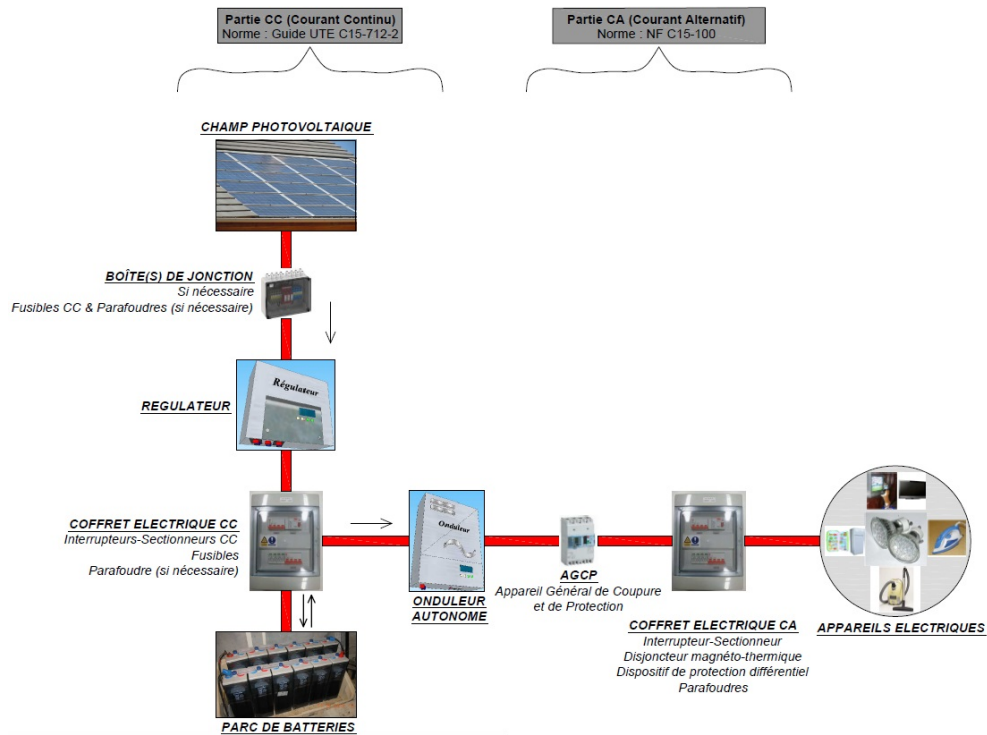 Partie CC (Courant Continu)
Norme : Guide UTE C15-712-2
Partie CA (Courant Alternatif)
Norme : NF C15-100
CHAMP PHOTOVOLTAIQUE
BOÎTE(S) DE JONCTION
Si nécessaire
Fusibles CC & Parafoudres (si nécessaire)
Régulateur
REGULATEUR
COFFRET ELECTRIQUE CC
Interrupteurs-Sectionneurs CC
Fusibles
Parafoudre (si nécessaire)
Onduleur
ONDULEUR
AUTONOME
AGCP
Appareil Général de Coupure
et de Protection
COFFRET ELECTRIQUE CA
Interrupteur-Sectionneur
Disjoncteur magnéto-thermique
Dispositif de protection différentiel
Parafoudres
APPAREILS ELECTRIQUES
PARC DE BATTERIES